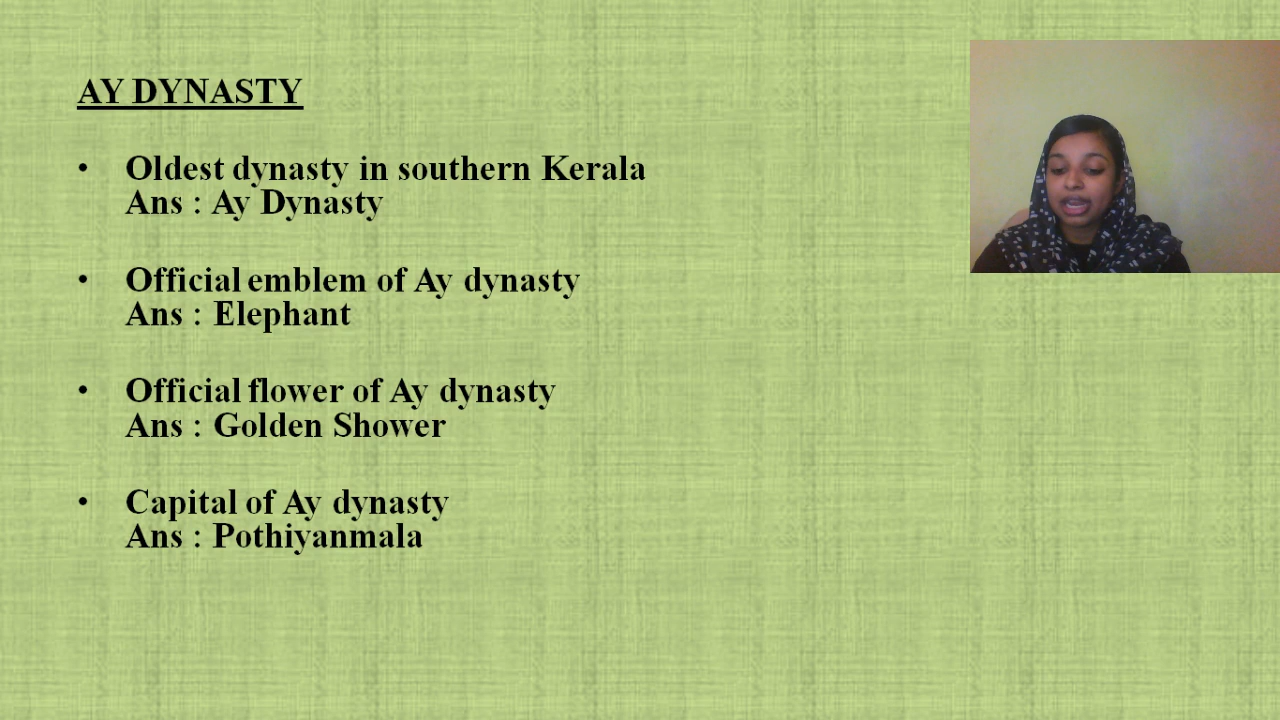 AY DYNASTY
• Oldest dynasty in southern Kerala
Ans : Ay Dynasty
• Official emblem of Ay dynasty
Ans : Elephant
• Official flower of Ay dynasty
Ans : Golden Shower
• Capital of Ay dynasty
Ans : Pothiyanmala